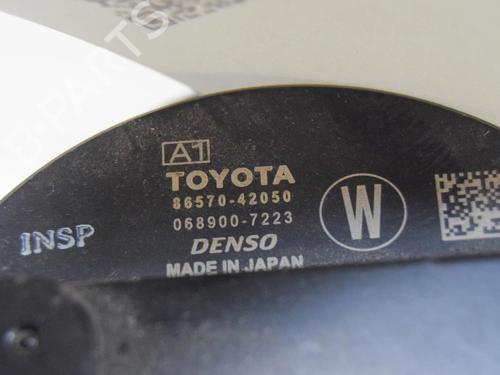 B-PARTS
A1
TOYOTA
86570-42050
068900-7223
W
INSP
DENSO
MADE IN JAPAN